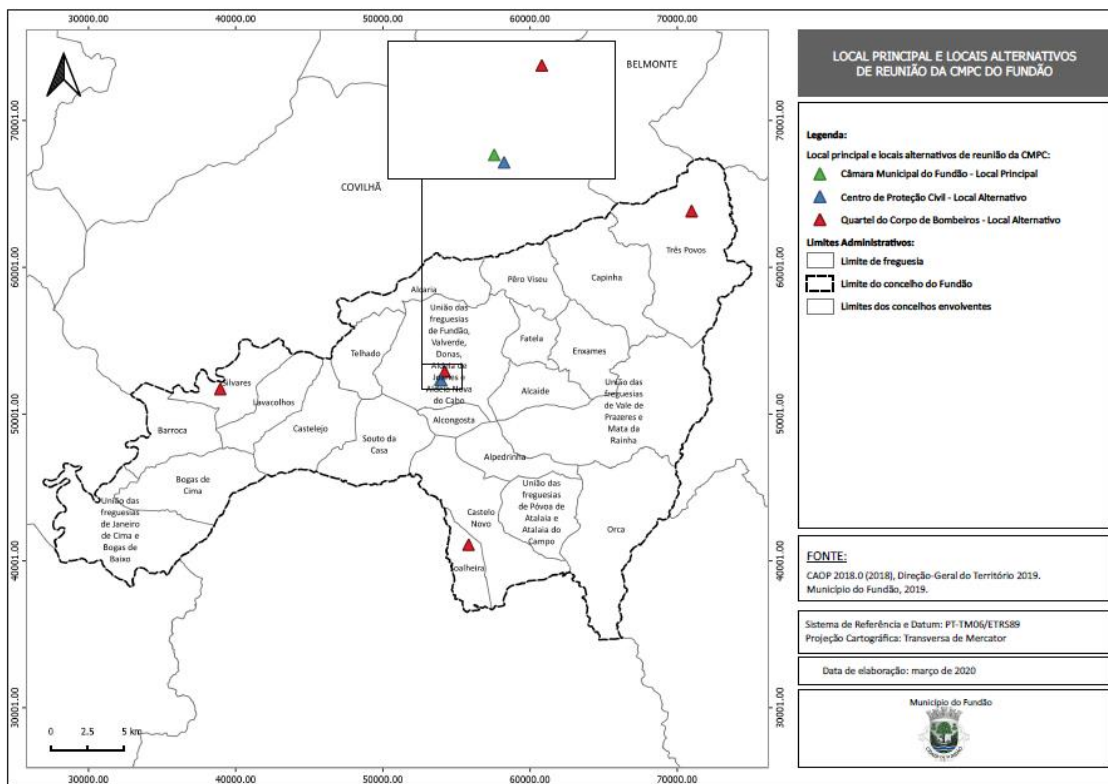 30000.00
40000.00
50000.00
60000.00
70000.00
LOCAL PRINCIPAL E LOCAIS ALTERNATIVOS
DE REUNIÃO DA CMPC DO FUNDÃO
BELMONTE
COVILHÃ
70001.00
70001.00
60001.00
60001.00
50001.00
50001.00
40001.00
40001.00
30001.00
30001.00
Três Povos
Capinha
Pêro Viseu
Alcaria
União das
freguesias
de Fundão,
Valverde,
Donas,
Aldeia de
Joanes e
Aldeia Nova
do Cabo
Telhado
Fatela
Enxames
Silvares
Lavacolhos
Alcaide
União das
freguesias
de Vale de
Prazeres e
Mata da
Rainha
Barroca
Castelejo
Souto da
Casa
Alcongosta
Alpedrinha
Bogas de
Cima
União das
freguesias
de Janeiro
de Cima e
Bogas de
Baixo
União das
freguesias
de Póvoa de
Atalaia e
Atalaia do
Campo
Castelo
Novo
Orca
Soalheira
0 2.5 5 km
30000.00
40000.00
50000.00
60000.00
70000.00
Legenda:
Local principal e locais alternativos de reunião da CMPC:
Câmara Municipal do Fundão - Local Principal
Centro de Proteção Civil - Local Alternativo
Quartel do Corpo de Bombeiros - Local Alternativo
Limites Administrativos:
Limite de freguesia
Limite do concelho do Fundão
Limites dos concelhos envolventes
FONTE:
CAOP 2018.0 (2018), Direção-Geral do Território 2019.
Município do Fundão, 2019.
Sistema de Referência e Datum: PT-TM06/ETRS89
Projeção Cartográfica: Transversa de Mercator
Data de elaboração: março de 2020
Município do Fundão